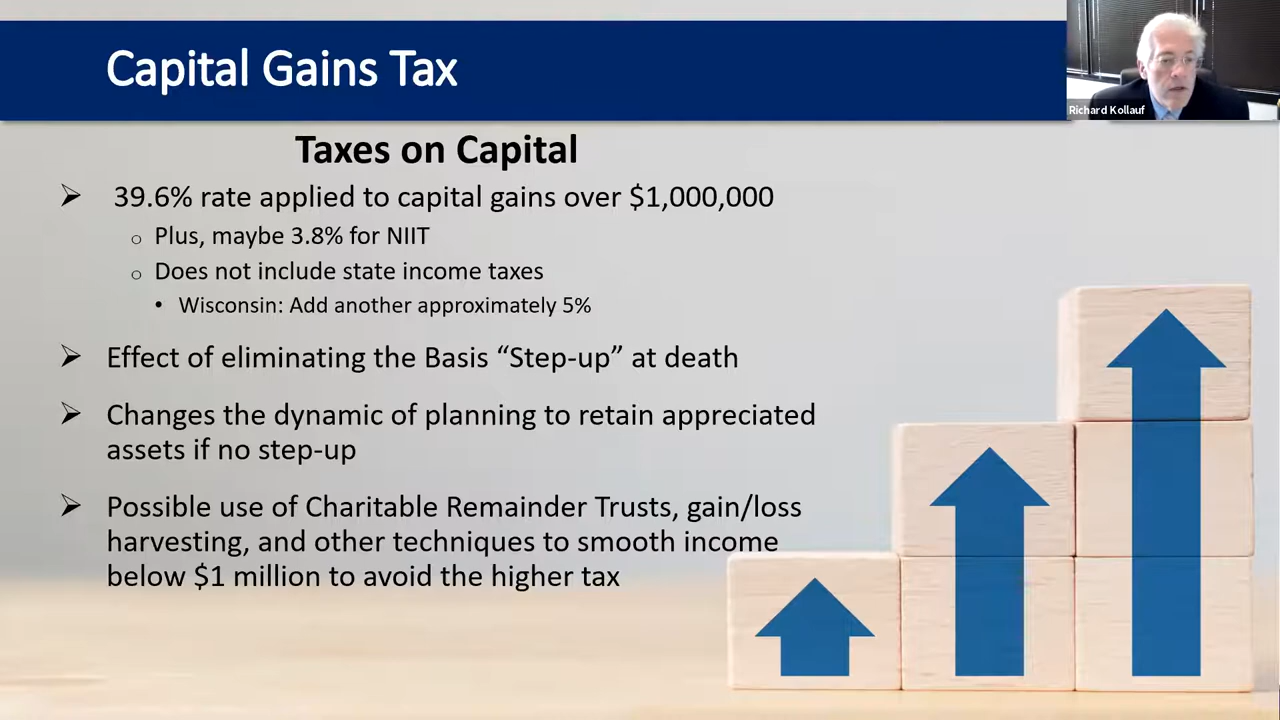 Capital Gains Tax
Richard Kollauf
Taxes on Capital
➢ 39.6% rate applied to capital gains over $1,000,000
o Plus, maybe 3.8% for NIIT
o Does not include state income taxes
• Wisconsin: Add another approximately 5%
➢ Effect of eliminating the Basis “Step-up” at death
➢ Changes the dynamic of planning to retain appreciated
assets if no step-up
➢ Possible use of Charitable Remainder Trusts, gain/loss
harvesting, and other techniques to smooth income
below $1 million to avoid the higher tax